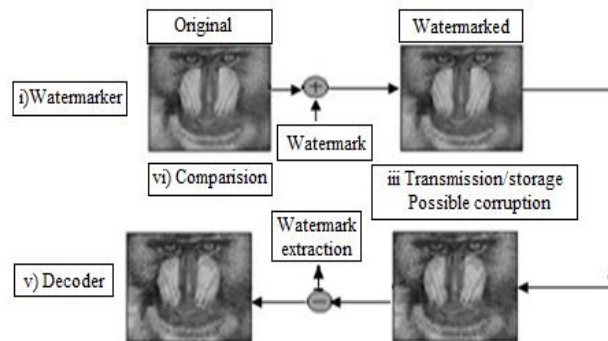 Original
Watermarked
i)Watermarker
+
Watermark
vi) Comparision
iii Transmission/storage
Possible corruption
Watermark
extraction
v) Decoder
−